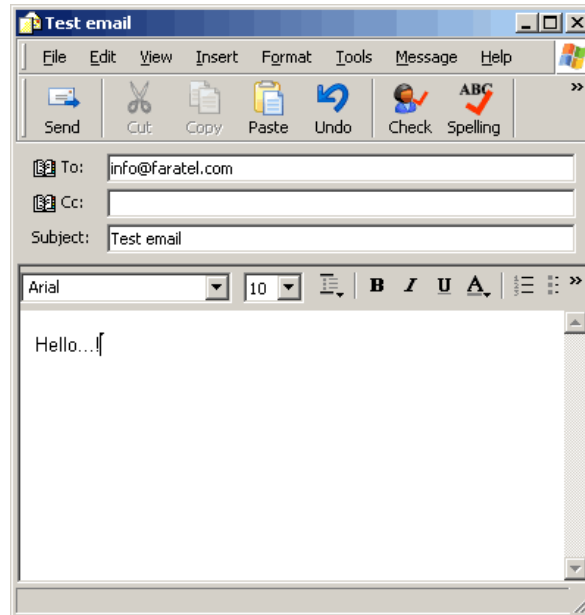 Test email
File Edit View Insert Format Tools Message Help
ABC
Send Cut Copy Paste Undo Check Spelling
To: info@faratel.com
Cc:
Subject: Test email
Arial 10 B I U A
Hello...!